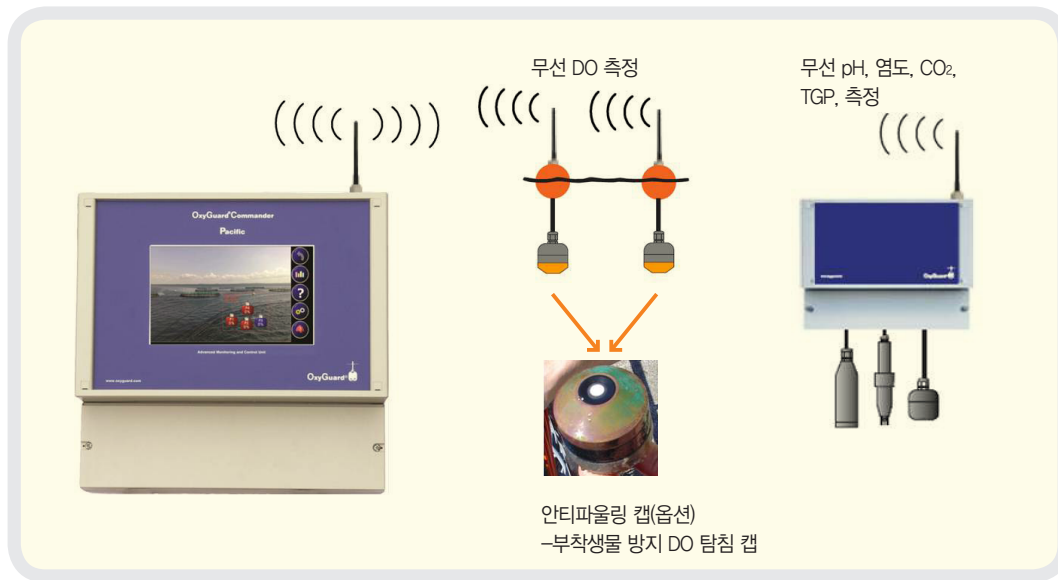 무선 DO 측정
무선 pH, 염도, CO₂,
TGP, 측정
OxyGuard® Commander
Pacific
?
Advanced Monitoring and Control Unit
www.oxyguard.com
OxyGuard®
OxyGuard
안티파울링 캡(옵션)
-부착생물 방지 DO 탐침 캡